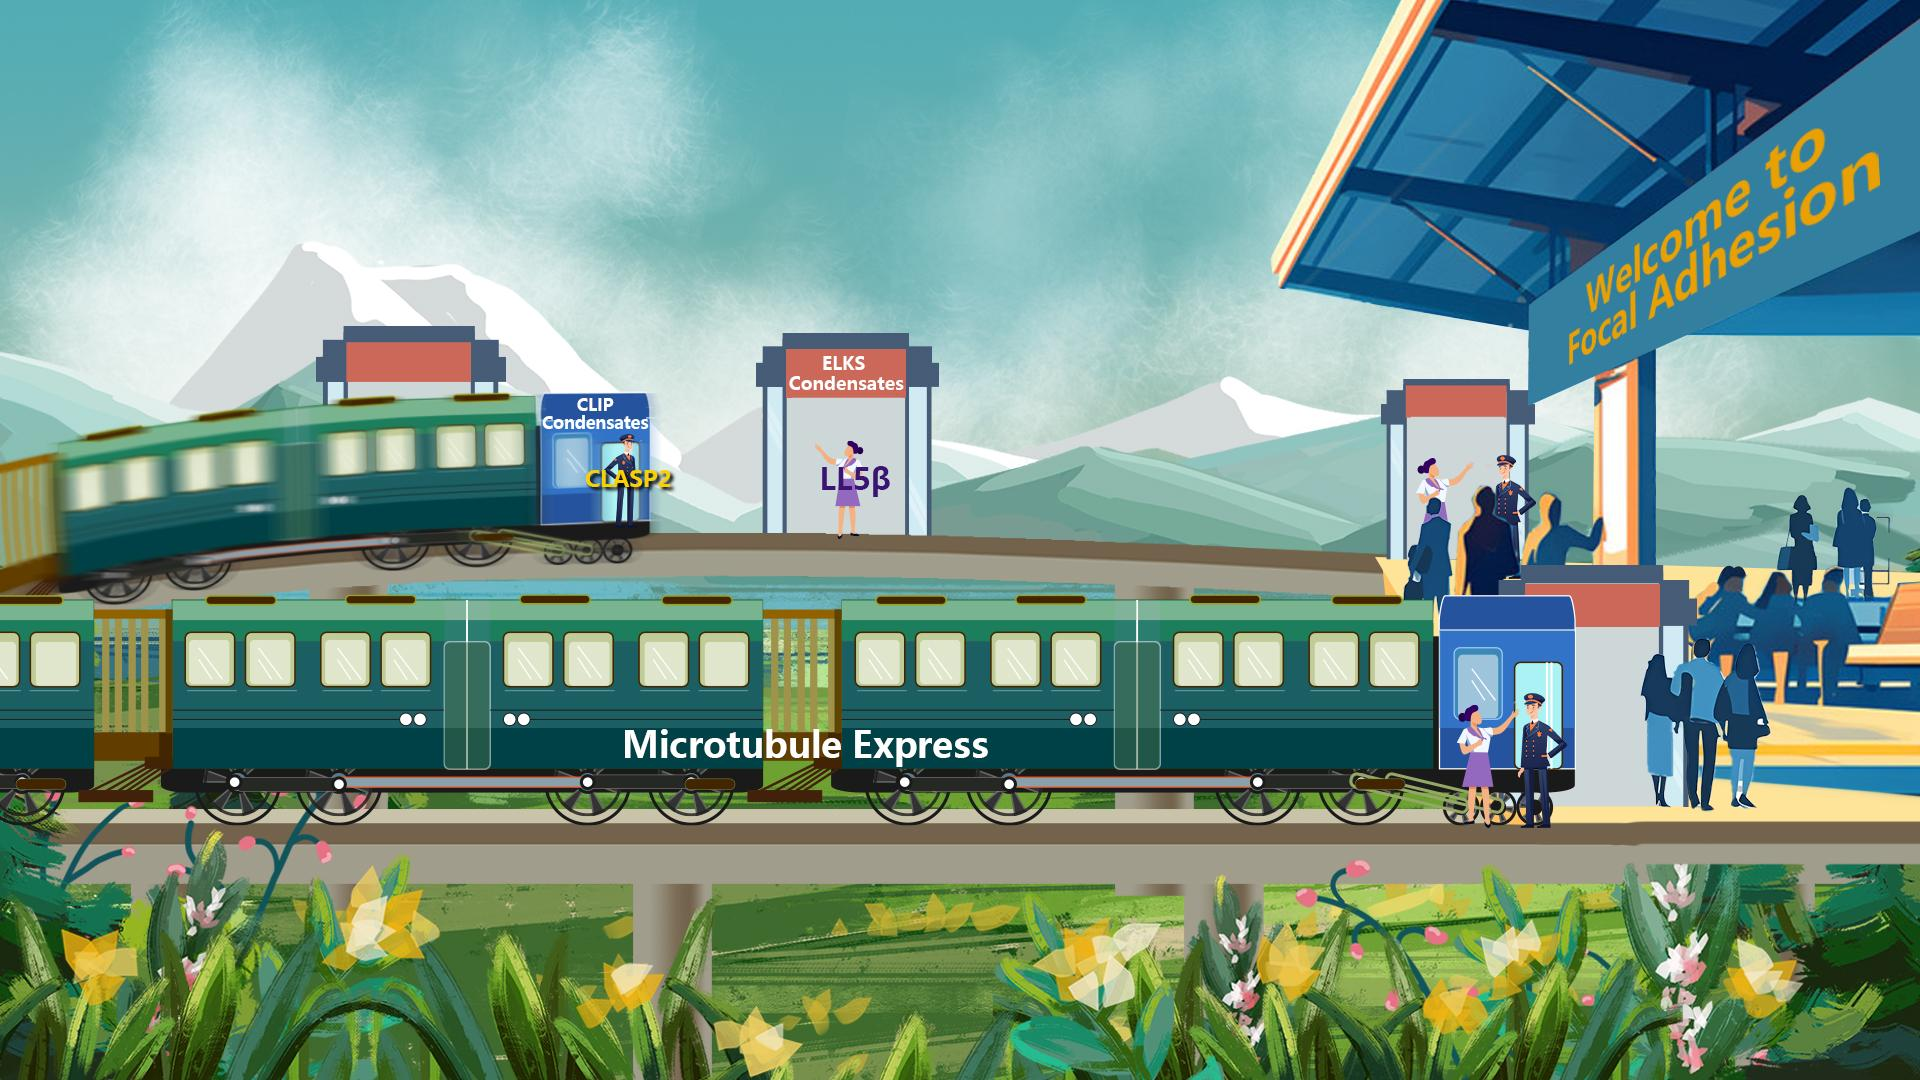 Welcome to
Focal Adhesion
ELKS
Condensates
CLIP
Condensates
CLASP2
LL5β
Microtubule Express